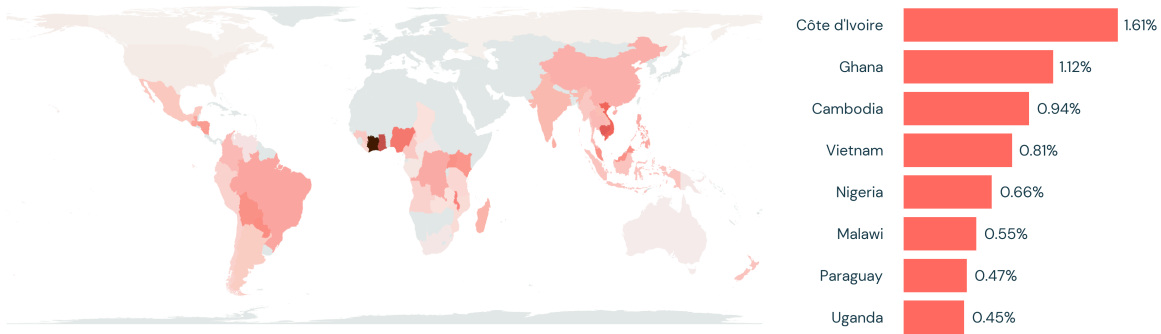 Côte d'Ivoire 1.61%
Ghana 1.12%
Cambodia 0.94%
Vietnam 0.81%
Nigeria 0.66%
Malawi 0.55%
Paraguay 0.47%
Uganda 0.45%